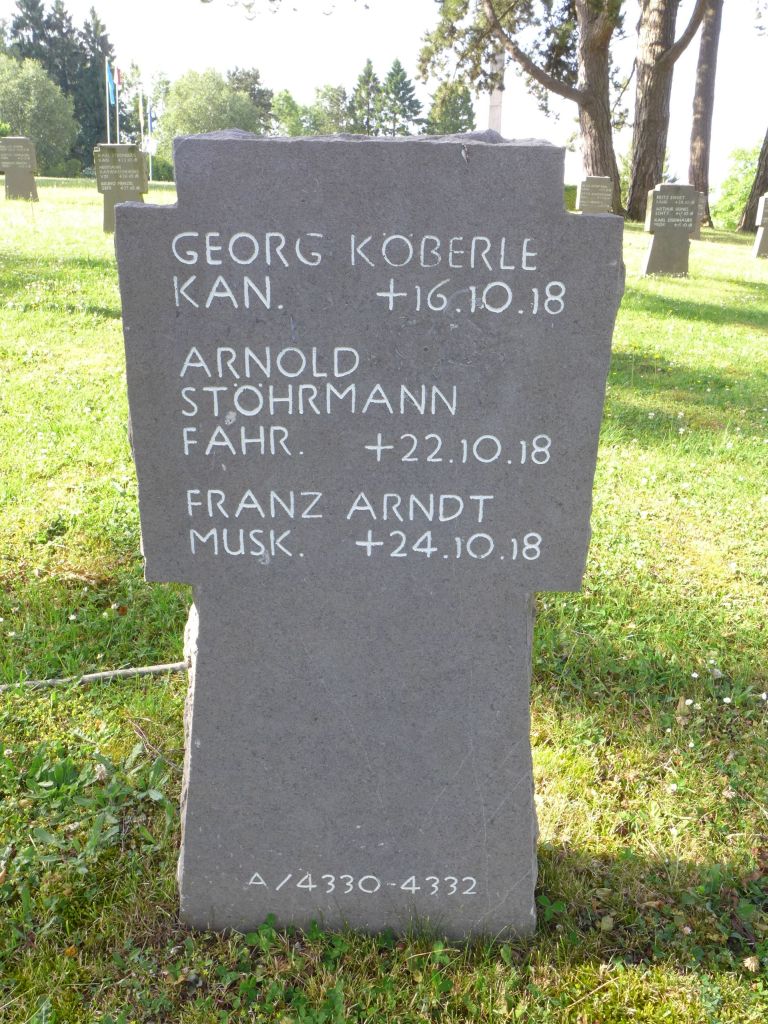 GEORG KÖBERLE
KAN. +16.10.18
ARNOLD
STÖHRMANN
FAHR. +22.10.18
FRANZ ARNDT
MUSK. +24.10.18
A/4330-4332